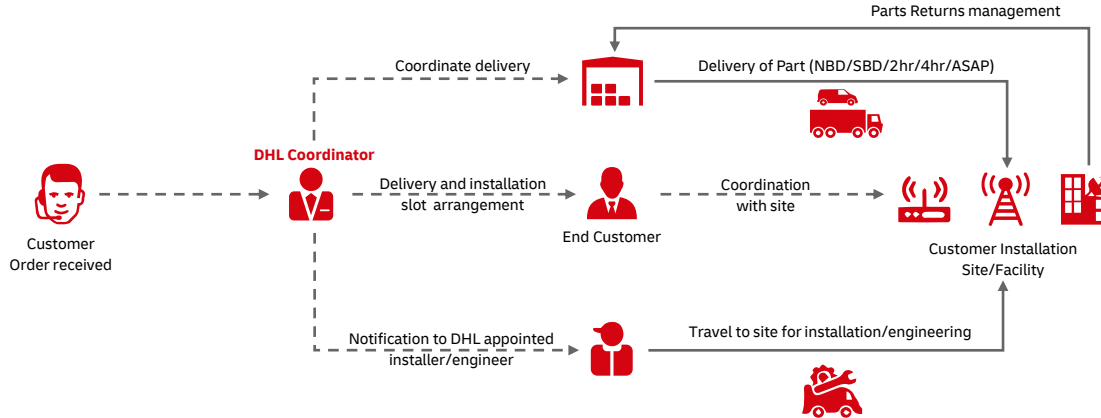 Parts Returns management
Coordinate delivery
Delivery of Part (NBD/SBD/2hr/4hr/ASAP)
DHL Coordinator
Delivery and installation
slot arrangement
Coordination
with site
Customer
Order received
End Customer
Customer Installation
Site/Facility
Notification to DHL appointed
installer/engineer
Travel to site for installation/engineering